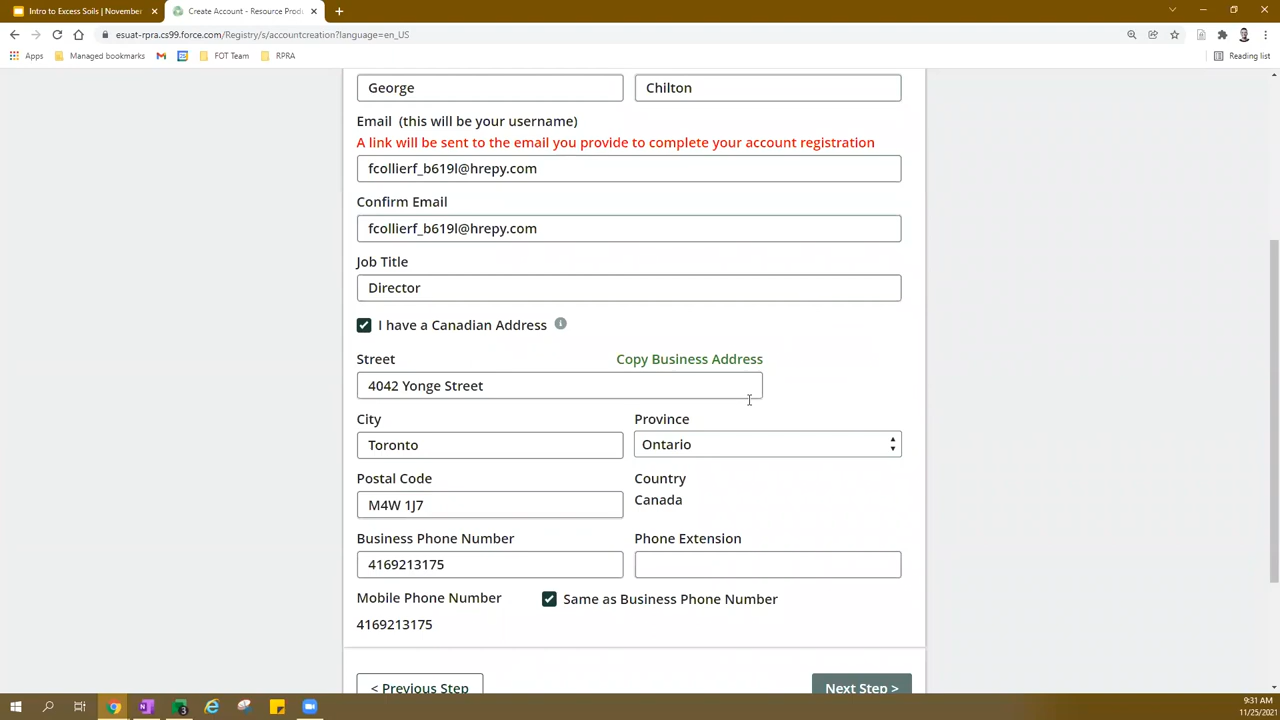 Intro to Excess Soils | November
Create Account - Resource Produ
esuat-rpra.cs99.force.com/Registry/s/accountcreation?language=en_US
Apps
Managed bookmarks
FOT Team
RPRA
Reading list
George
Chilton
Email (this will be your username)
A link will be sent to the email you provide to complete your account registration
fcollierf_b619l@hrepy.com
Confirm Email
fcollierf_b619l@hrepy.com
Job Title
Director
I have a Canadian Address
Street
Copy Business Address
4042 Yonge Street
City
Province
Toronto
Ontario
Postal Code
Country
M4W 1J7
Canada
Business Phone Number
Phone Extension
4169213175
Mobile Phone Number
Same as Business Phone Number
4169213175
< Previous Step
Next Step >
3
9:31 AM
11/25/2021